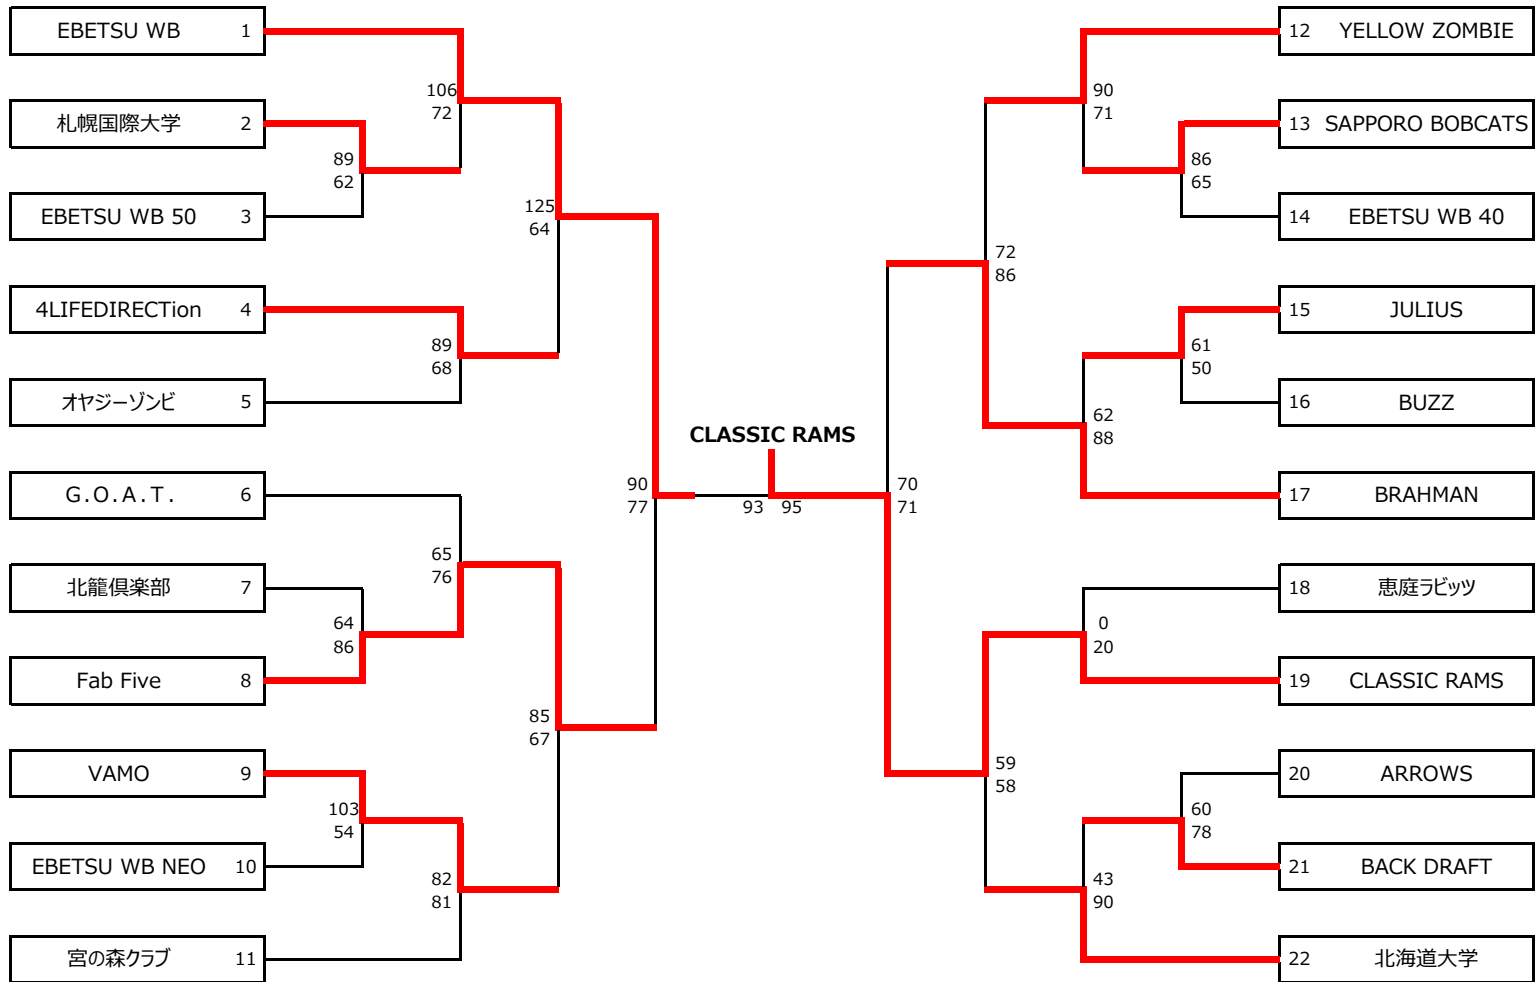 EBETSU WB 1
札幌国際大学 2
EBETSU WB 50 3
4LIFEDIRECTion 4
オヤジーゾンビ 5
G.O.A.T. 6
北籠倶楽部 7
Fab Five 8
VAMO 9
EBETSU WB NEO 10
宮の森クラブ 11
89
62
64
86
103
54
106
72
89
68
65
76
82
81
125
64
85
67
90
77
CLASSIC RAMS
93 95
70
71
72
86
59
58
90
71
62
88
0
20
43
90
86
65
61
50
60
78
12 YELLOW ZOMBIE
13 SAPPORO BOBCATS
14 EBETSU WB 40
15 JULIUS
16 BUZZ
17 BRAHMAN
18 恵庭ラビッツ
19 CLASSIC RAMS
20 ARROWS
21 BACK DRAFT
22 北海道大学